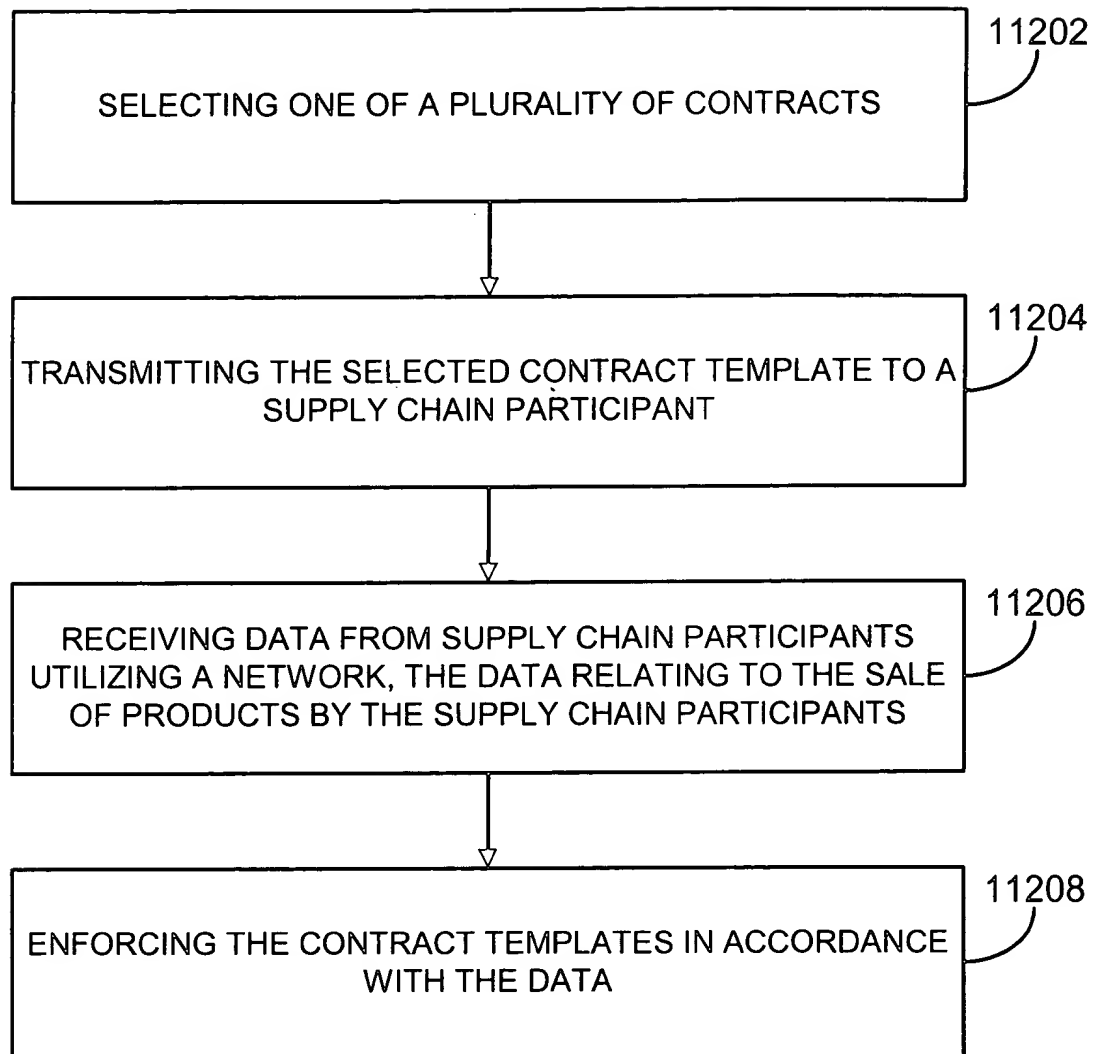 11202
SELECTING ONE OF A PLURALITY OF CONTRACTS
11204
TRANSMITTING THE SELECTED CONTRACT TEMPLATE TO A
SUPPLY CHAIN PARTICIPANT
11206
RECEIVING DATA FROM SUPPLY CHAIN PARTICIPANTS
UTILIZING A NETWORK, THE DATA RELATING TO THE SALE
OF PRODUCTS BY THE SUPPLY CHAIN PARTICIPANTS
11208
ENFORCING THE CONTRACT TEMPLATES IN ACCORDANCE
WITH THE DATA